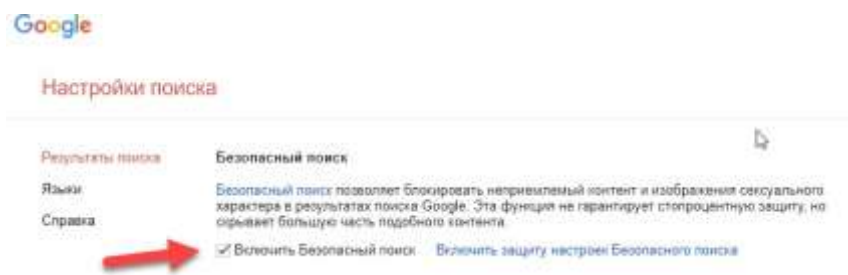 Google
Настройки поиска
Результаты поиска
Языки
Справка
Безопасный поиск
Безопасный поиск позволяет блокировать неприемлемый контент и изображения сексуального
характера в результатах поиска Google. Эта функция не гарантирует стопроцентную защиту, но
скрывает большую часть подобного контента.
Включить Безопасный поиск Включить защиту настроек Безопасного поиска